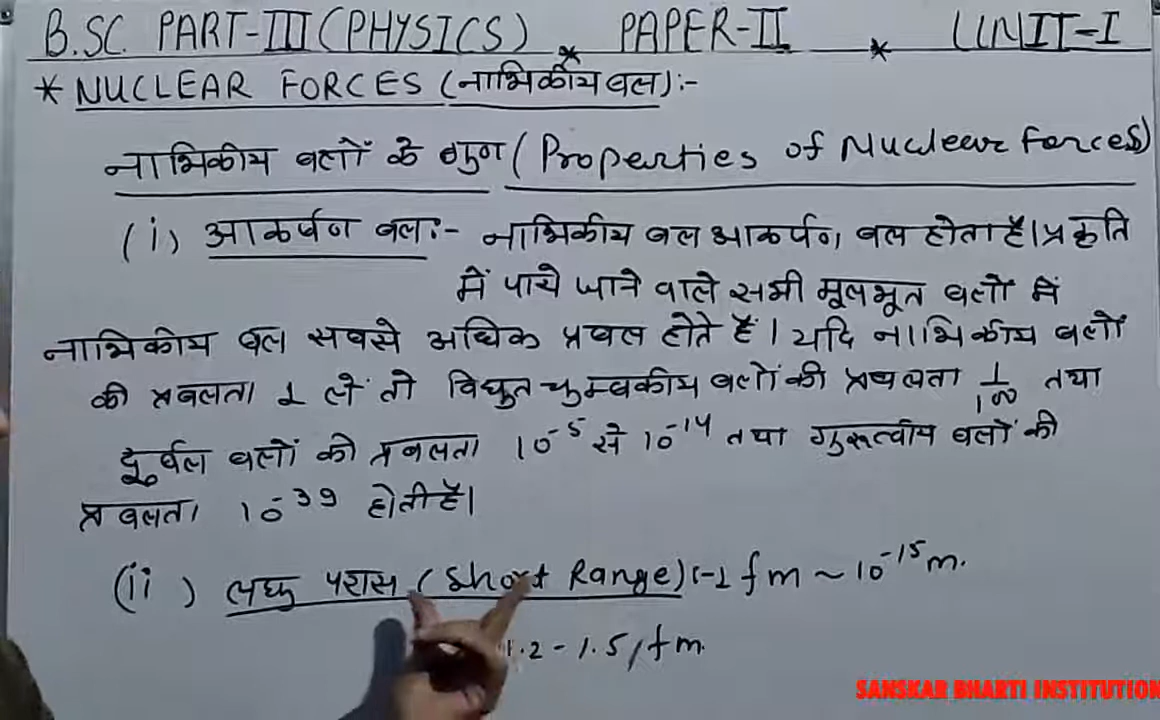 B.SC. PART-III (PHYSICS) * PAPER-II * UNIT-I
* NUCLEAR FORCES (नाभिकीय बल) :-
नाभिकीय बलों के गुण (Properties of Nuclear Forces)
(i) आकर्षण बल :- नाभिकीय बल आकर्षण बल होता है। प्रकृति
में पाये जाने वाले सभी मूलभूत बलों में
नाभिकीय बल सबसे अधिक प्रबल होते हैं। यदि नाभिकीय बलों
की प्रबलता 1 लें तो विद्युत चुम्बकीय बलों की प्रबलता 1/100 तथा
दुर्बल बलों की प्रबलता 10⁻⁵ से 10⁻¹⁴ तथा गुरूत्वीय बलों की
प्रबलता 10⁻³⁹ होती है।
(ii) लघु परास (Short Range) :-1 fm ~ 10⁻¹⁵ m.
1.2 - 1.5 fm.
SANSKAR BHARTI INSTITUTION